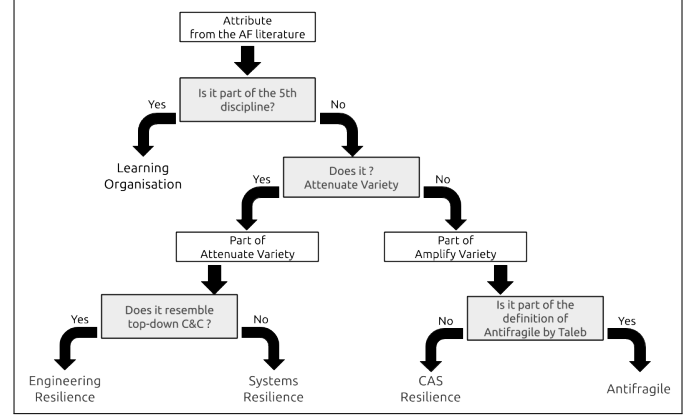 Attribute
from the AF literature
Is it part of the 5th
discipline?
Yes
No
Learning
Organisation
Does it ?
Attenuate Variety
Yes
No
Part of
Attenuate Variety
Part of
Amplify Variety
Does it resemble
top-down C&C ?
Yes
No
Is it part of the
definition of
Antifragile by Taleb
No
Yes
Engineering
Resilience
Systems
Resilience
CAS
Resilience
Antifragile